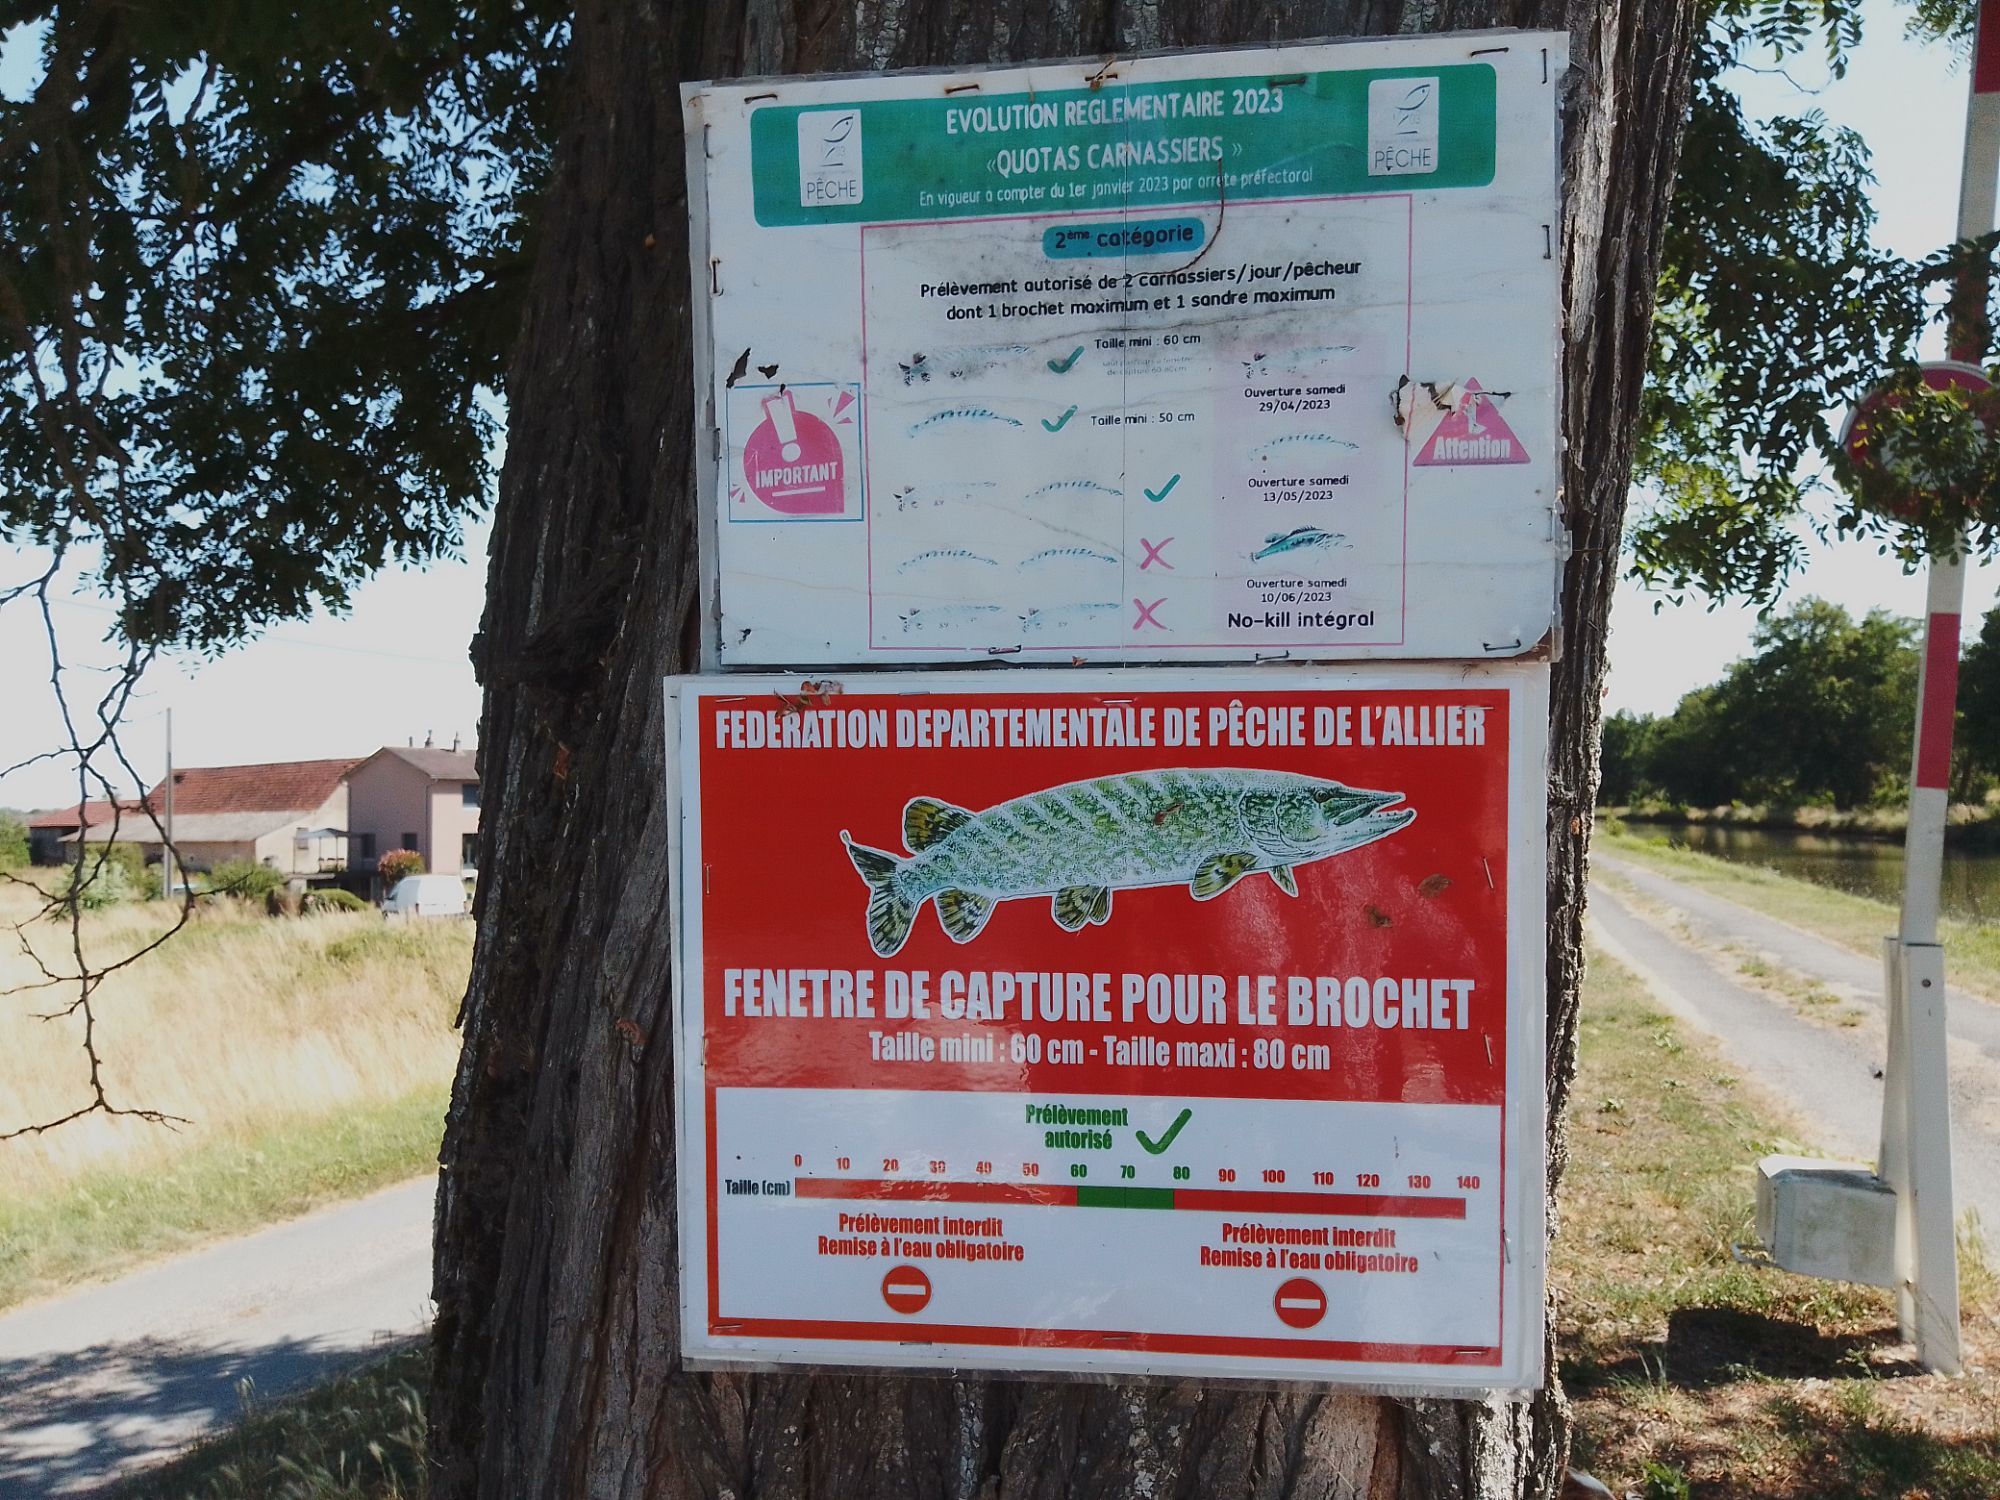 EVOLUTION REGLEMENTAIRE 2023
«QUOTAS CARNASSIERS »
En vigueur a compter du 1er janvier 2023 par arrete préfectoral
PÊCHE
PÊCHE
2ème catégorie
Prélèvement autorisé de 2 carnassiers/jour/pêcheur
dont 1 brochet maximum et 1 sandre maximum
Taille mini : 60 cm
de capture 60-80cm
Taille mini : 50 cm
Ouverture samedi
29/04/2023
Ouverture samedi
13/05/2023
Ouverture samedi
10/06/2023
No-kill intégral
IMPORTANT
Attention
FEDERATION DEPARTEMENTALE DE PÊCHE DE L'ALLIER
FENETRE DE CAPTURE POUR LE BROCHET
Taille mini : 60 cm - Taille maxi : 80 cm
Prélèvement
autorisé
0 10 20 30 40 50 60 70 80 90 100 110 120 130 140
Taille (cm)
Prélèvement interdit
Remise à l'eau obligatoire
Prélèvement interdit
Remise à l'eau obligatoire